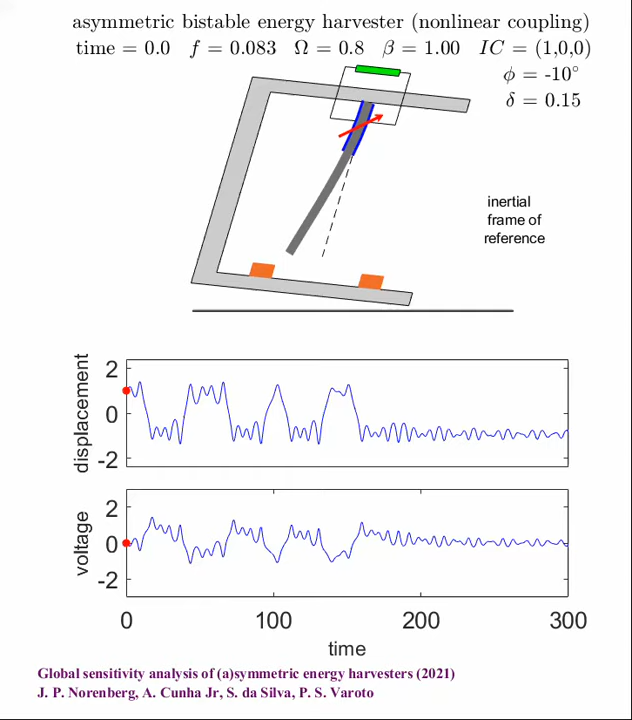 asymmetric bistable energy harvester (nonlinear coupling)
time = 0.0 f = 0.083 Ω = 0.8 β = 1.00 IC = (1,0,0)
ϕ = -10°
δ = 0.15
inertial
frame of
reference
displacement
2
0
-2
voltage
2
0
-2
0 100 200 300
time
Global sensitivity analysis of (a)symmetric energy harvesters (2021)
J. P. Norenberg, A. Cunha Jr, S. da Silva, P. S. Varoto